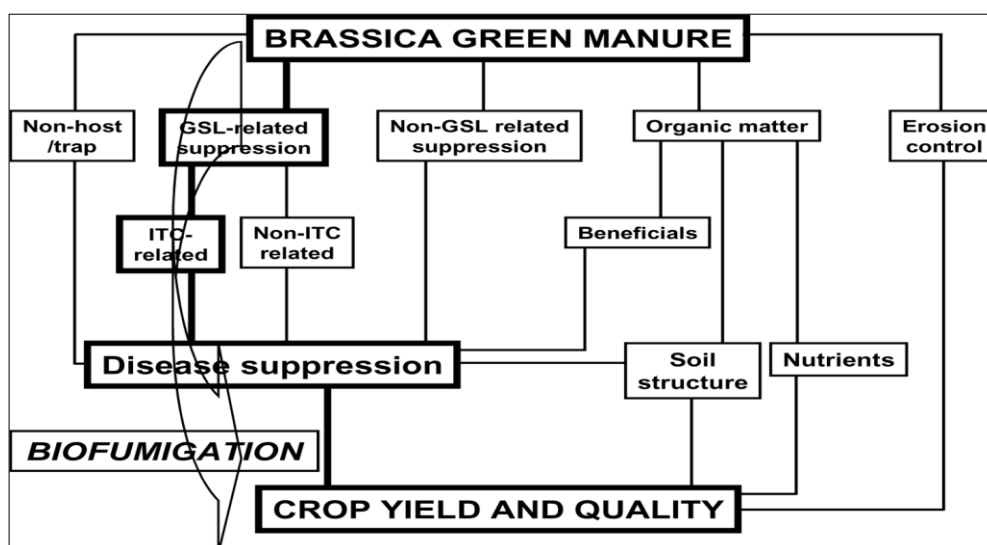 BRASSICA GREEN MANURE
Non-host
/trap
GSL-related
suppression
Non-GSL related
suppression
Organic matter
Erosion
control
ITC-
related
Non-ITC
related
Beneficials
Disease suppression
Soil
structure
Nutrients
BIOFUMIGATION
CROP YIELD AND QUALITY